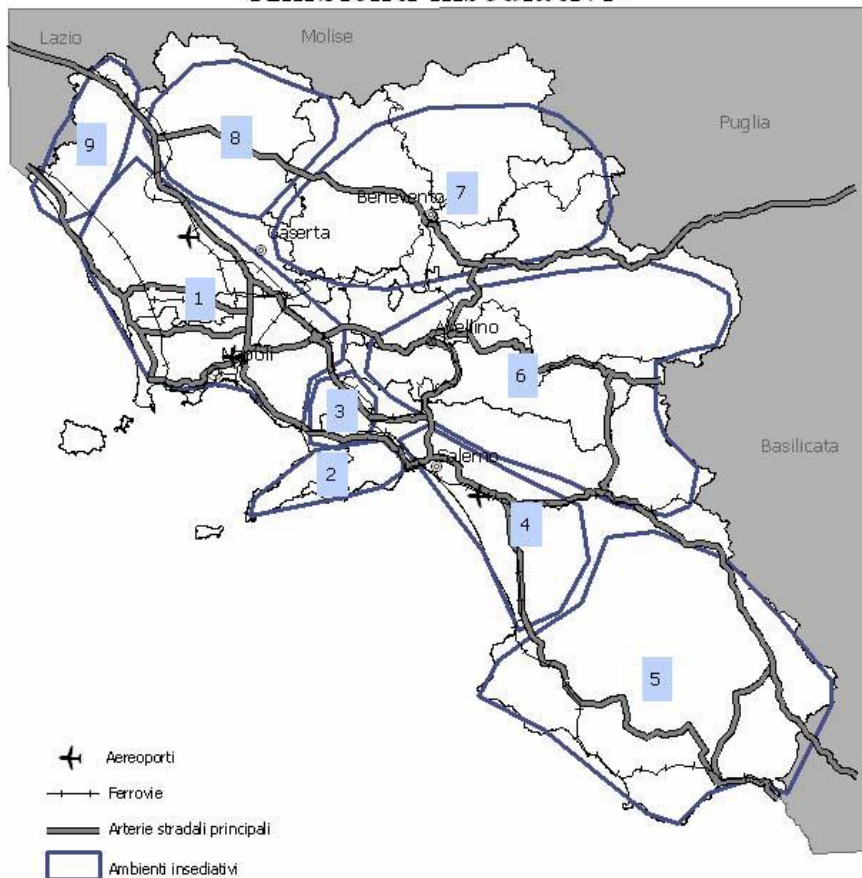 Lazio
Molise
Puglia
9
8
7
Benevento
Caserta
1
Avellino
Napoli
6
3
Basilicata
Salerno
2
4
5
Aereoporti
Ferrovie
Arterie stradali principali
Ambienti insediativi